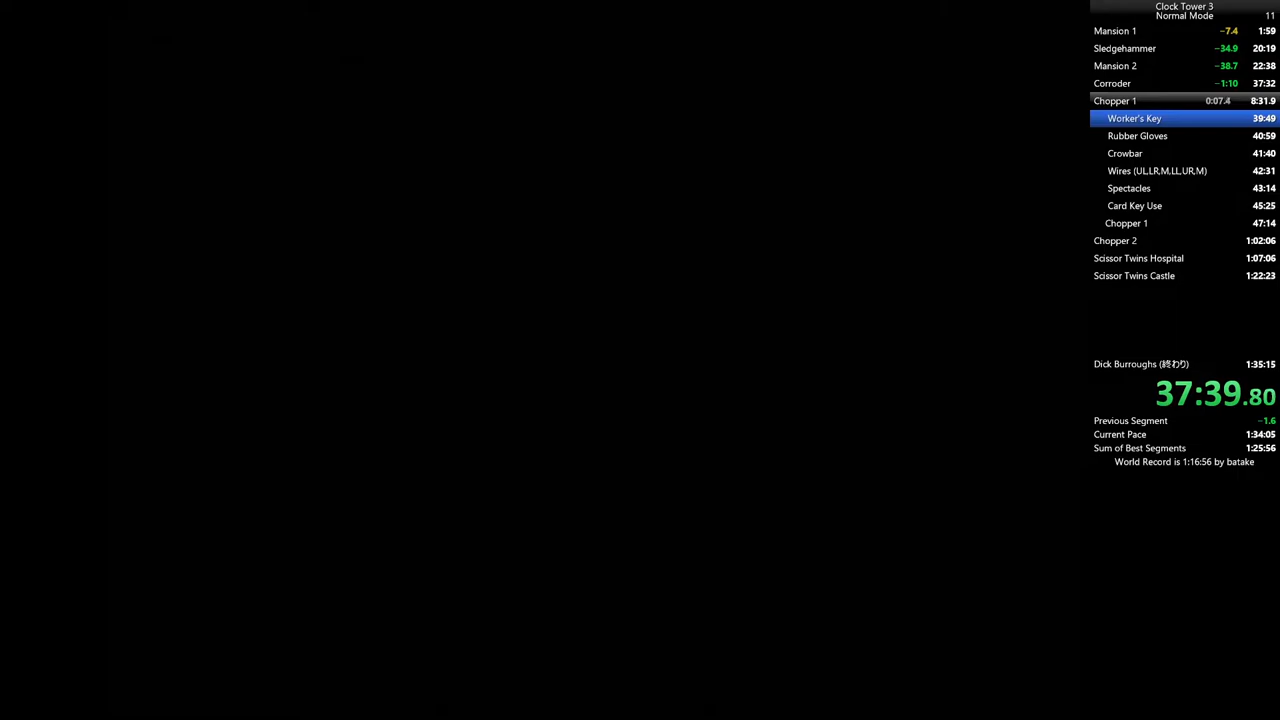 Clock Tower 3
Normal Mode 11
Mansion 1 −7.4 1:59
Sledgehammer −34.9 20:19
Mansion 2 −38.7 22:38
Corroder −1:10 37:32
Chopper 1 0:07.4 8:31.9
Worker's Key 39:49
Rubber Gloves 40:59
Crowbar 41:40
Wires (UL,LR,M,LL,UR,M) 42:31
Spectacles 43:14
Card Key Use 45:25
Chopper 1 47:14
Chopper 2 1:02:06
Scissor Twins Hospital 1:07:06
Scissor Twins Castle 1:22:23
Dick Burroughs (終わり) 1:35:15
37:39.80
Previous Segment −1.6
Current Pace 1:34:05
Sum of Best Segments 1:25:56
World Record is 1:16:56 by batake